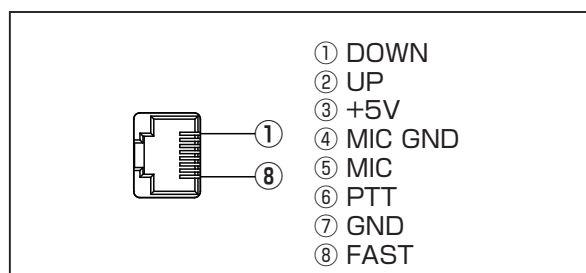 ① DOWN
② UP
③ +5V
① ④ MIC GND
⑤ MIC
⑧ ⑥ PTT
⑦ GND
⑧ FAST